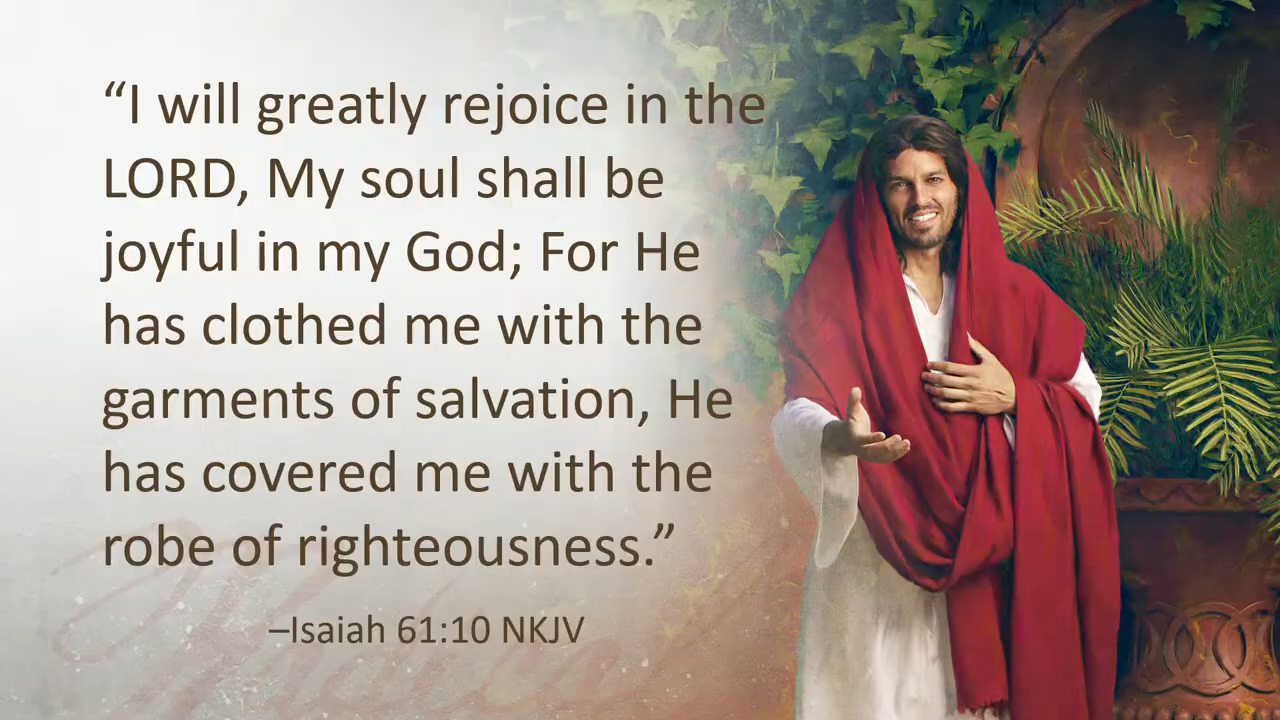 “I will greatly rejoice in the
LORD, My soul shall be
joyful in my God; For He
has clothed me with the
garments of salvation, He
has covered me with the
robe of righteousness.”
–Isaiah 61:10 NKJV